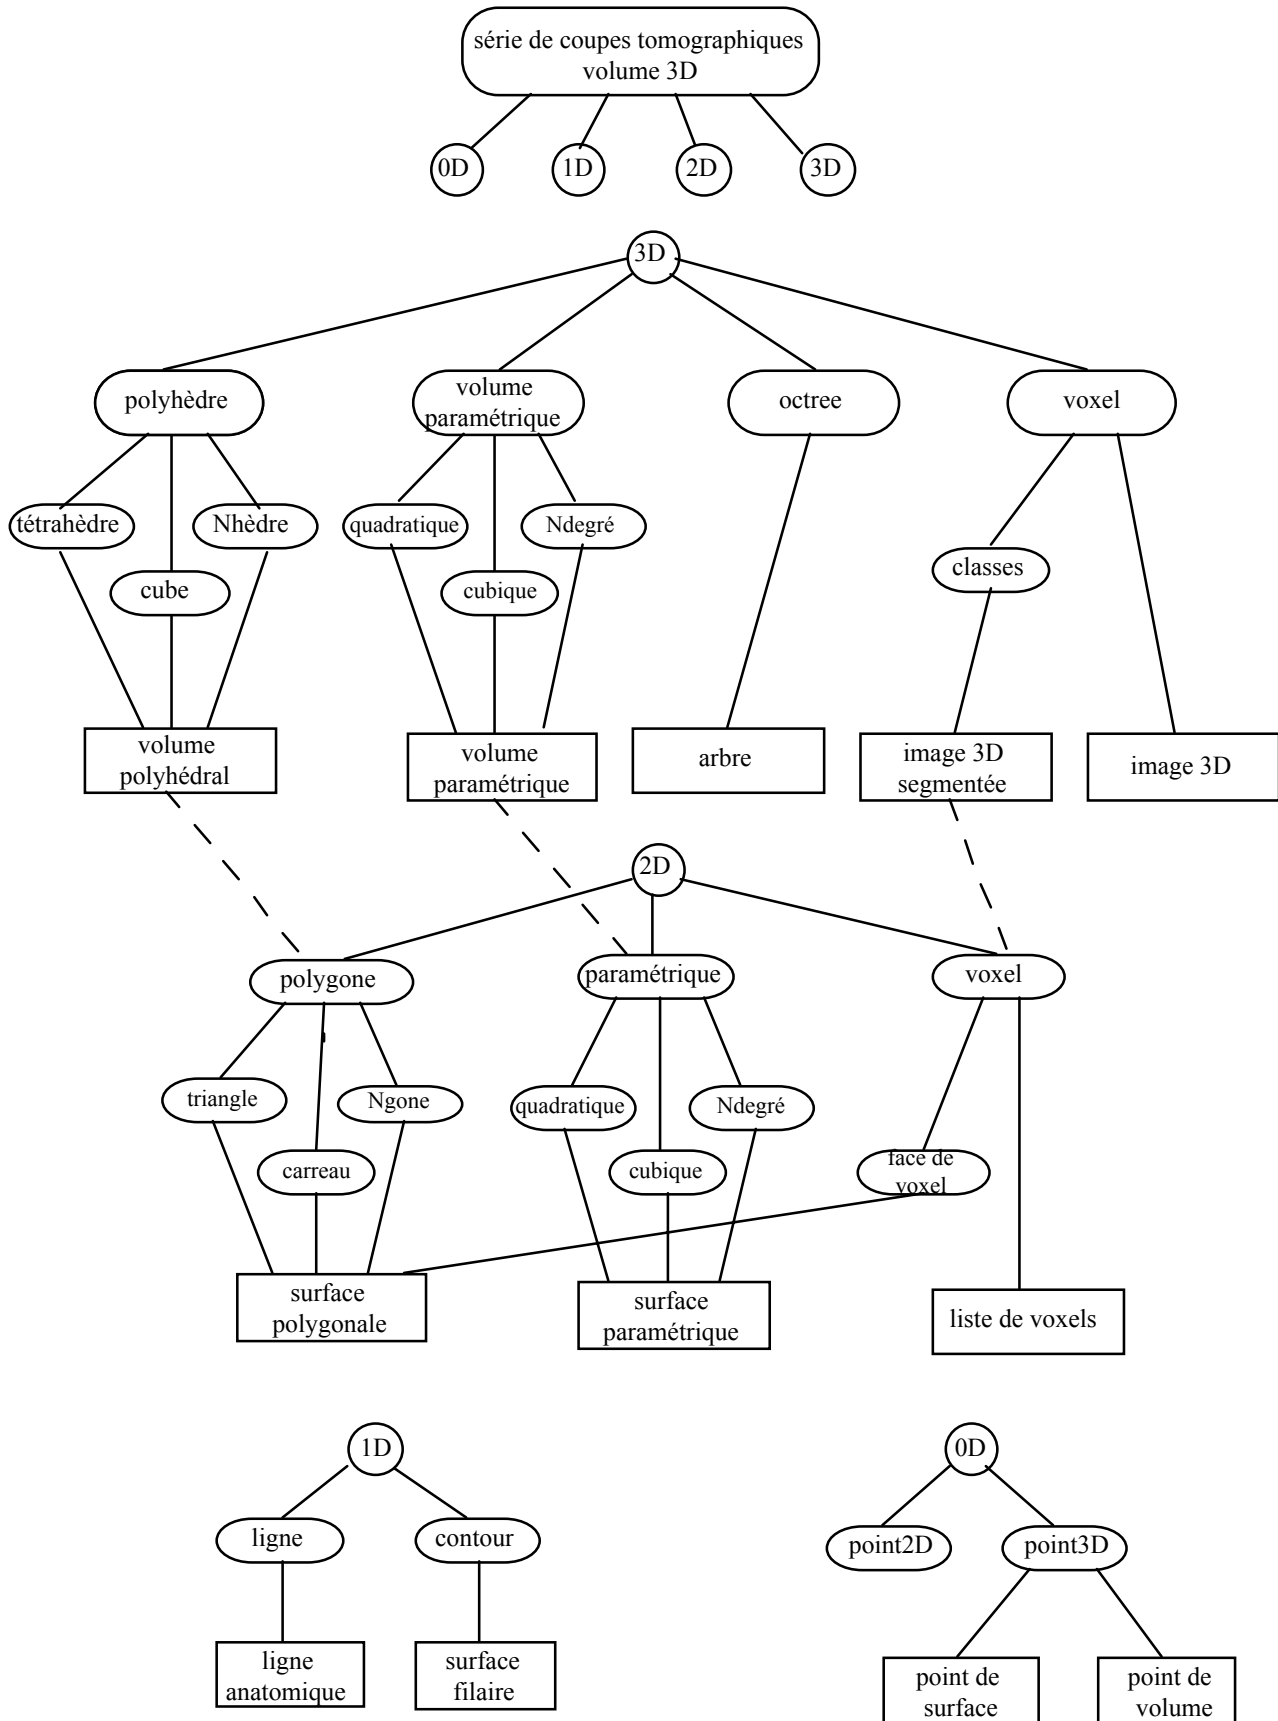 série de coupes tomographiques
volume 3D
0D
1D
2D
3D
3D
polyhèdre
volume
paramétrique
octree
voxel
tétrahèdre
Nhèdre
quadratique
Ndegré
cube
cubique
classes
volume
polyhédral
volume
paramétrique
arbre
image 3D
segmentée
image 3D
2D
polygone
paramétrique
voxel
triangle
Ngone
quadratique
Ndegré
carreau
cubique
face de
voxel
surface
polygonale
surface
paramétrique
liste de voxels
1D
0D
ligne
contour
point2D
point3D
ligne
anatomique
surface
filaire
point de
surface
point de
volume